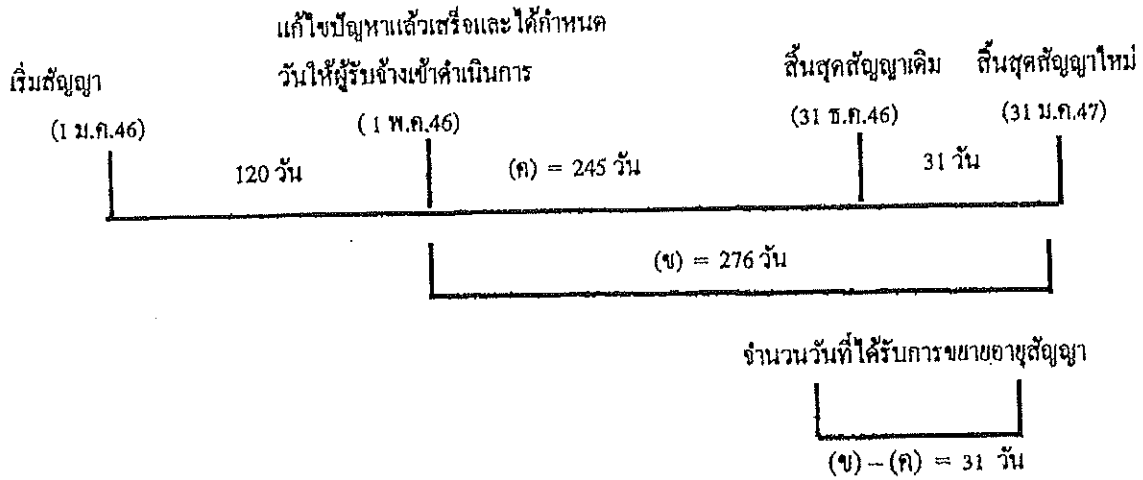 แก้ไขปัญหาแล้วเสร็จและได้กำหนด
วันให้ผู้รับจ้างเข้าดำเนินการ
เริ่มสัญญา
สิ้นสุดสัญญาเดิม
สิ้นสุดสัญญาใหม่
(1 ม.ค.46)
( 1 พ.ค.46)
(31 ธ.ค.46)
(31 ม.ค.47)
120 วัน
(ค) = 245 วัน
31 วัน
(ข) = 276 วัน
จำนวนวันที่ได้รับการขยายอายุสัญญา
(ข) – (ค) = 31 วัน